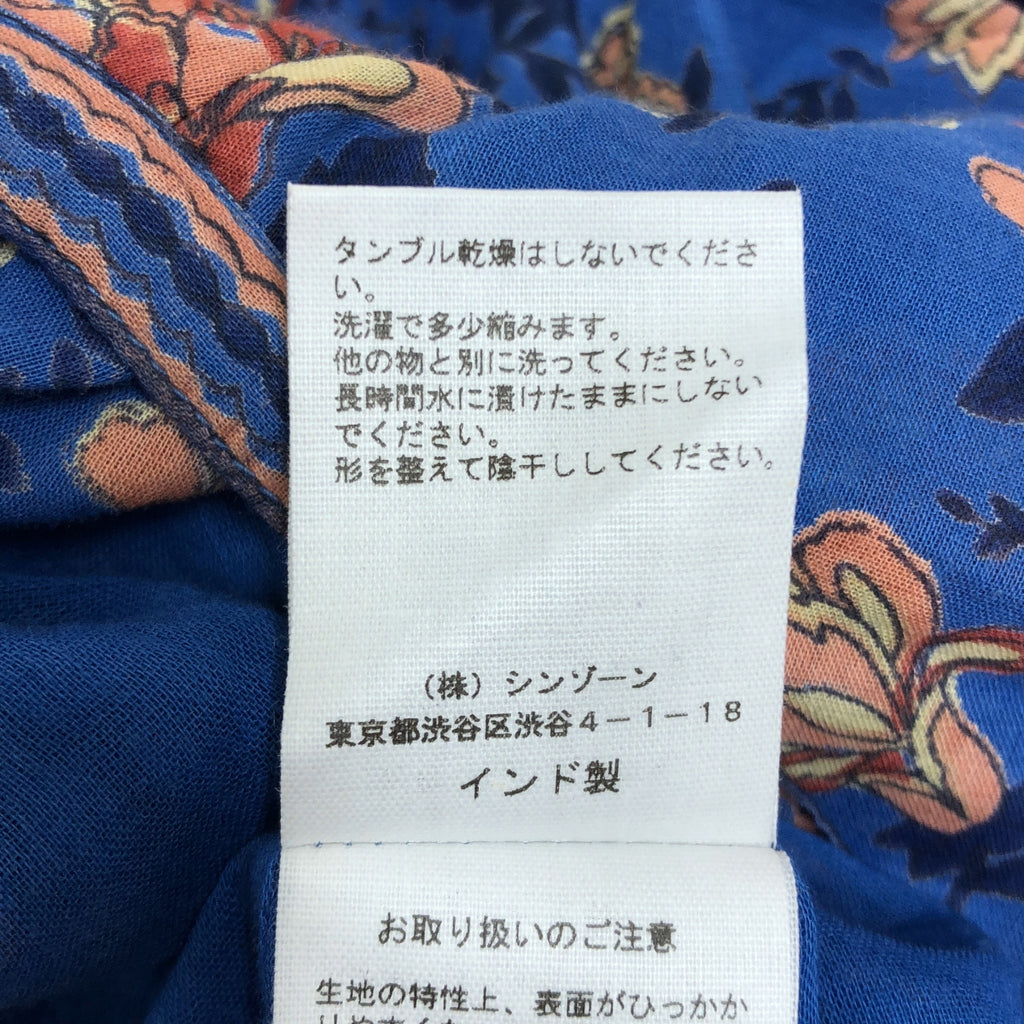 タンブル乾燥はしないでくださ
い。
洗濯で多少縮みます。
他の物と別に洗ってください。
長時間水に漬けたままにしない
でください。
形を整えて陰干ししてください。
（株）シンゾーン
東京都渋谷区渋谷4－1－18
インド製
お取り扱いのご注意
生地の特性上、表面がひっかか